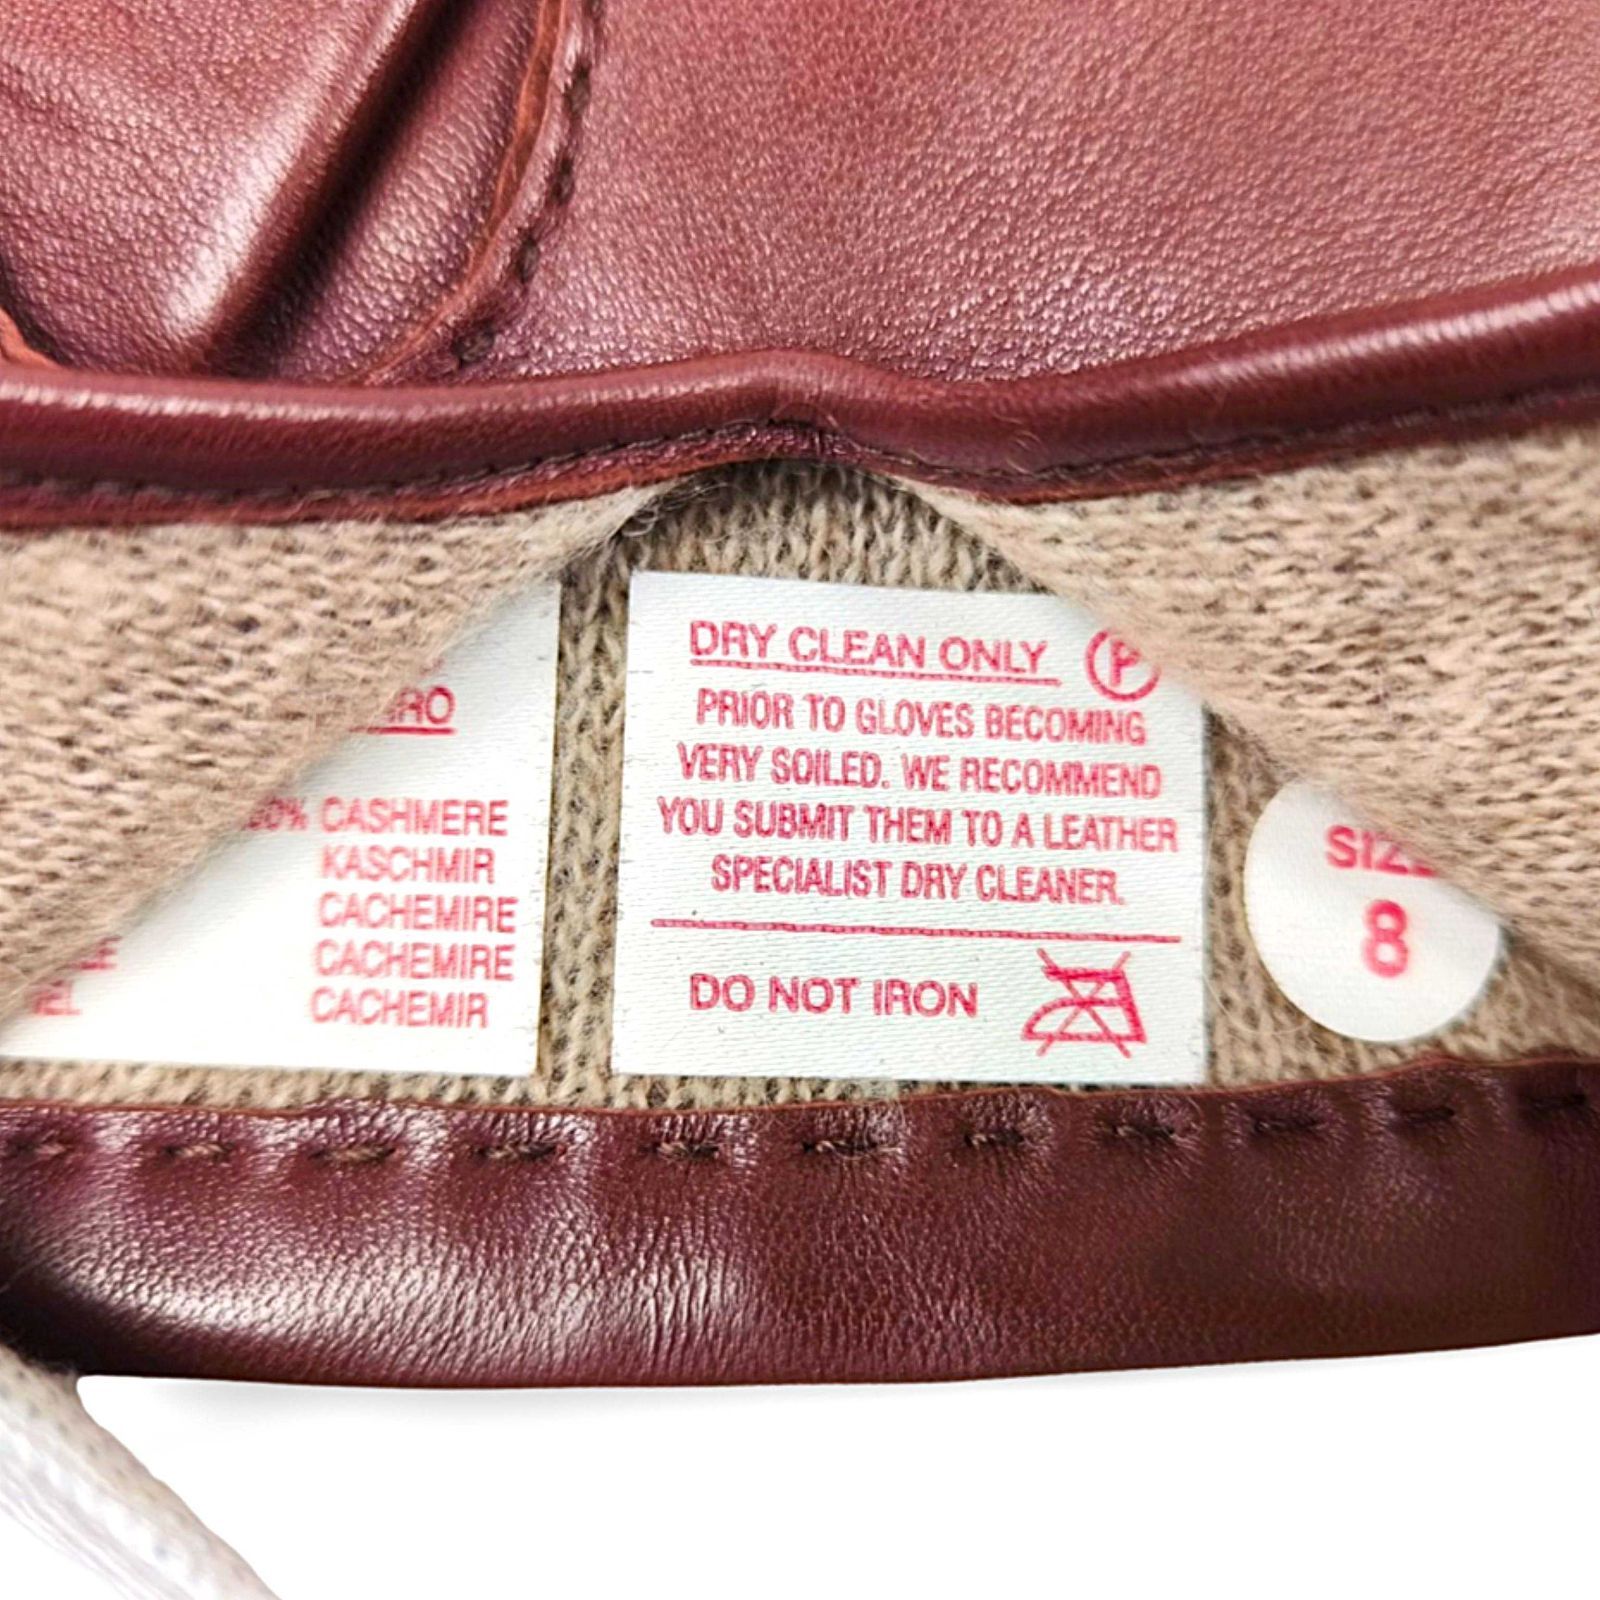 CASHMERE
KASCHMIR
CACHEMIRE
CACHEMIRE
CACHEMIR
DRY CLEAN ONLY P
PRIOR TO GLOVES BECOMING
VERY SOILED. WE RECOMMEND
YOU SUBMIT THEM TO A LEATHER
SPECIALIST DRY CLEANER.
DO NOT IRON
SIZE
8